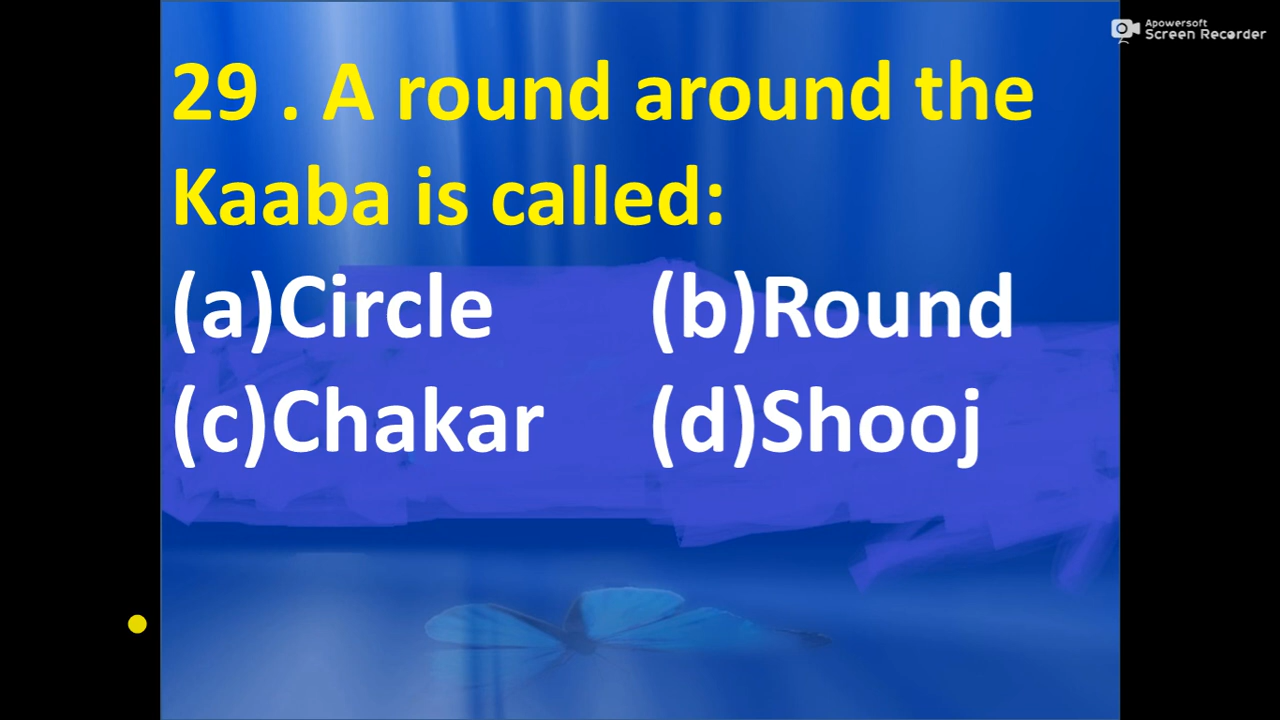 Apowersoft
Screen Recorder
29 . A round around the
Kaaba is called:
(a)Circle (b)Round
(c)Chakar (d)Shooj